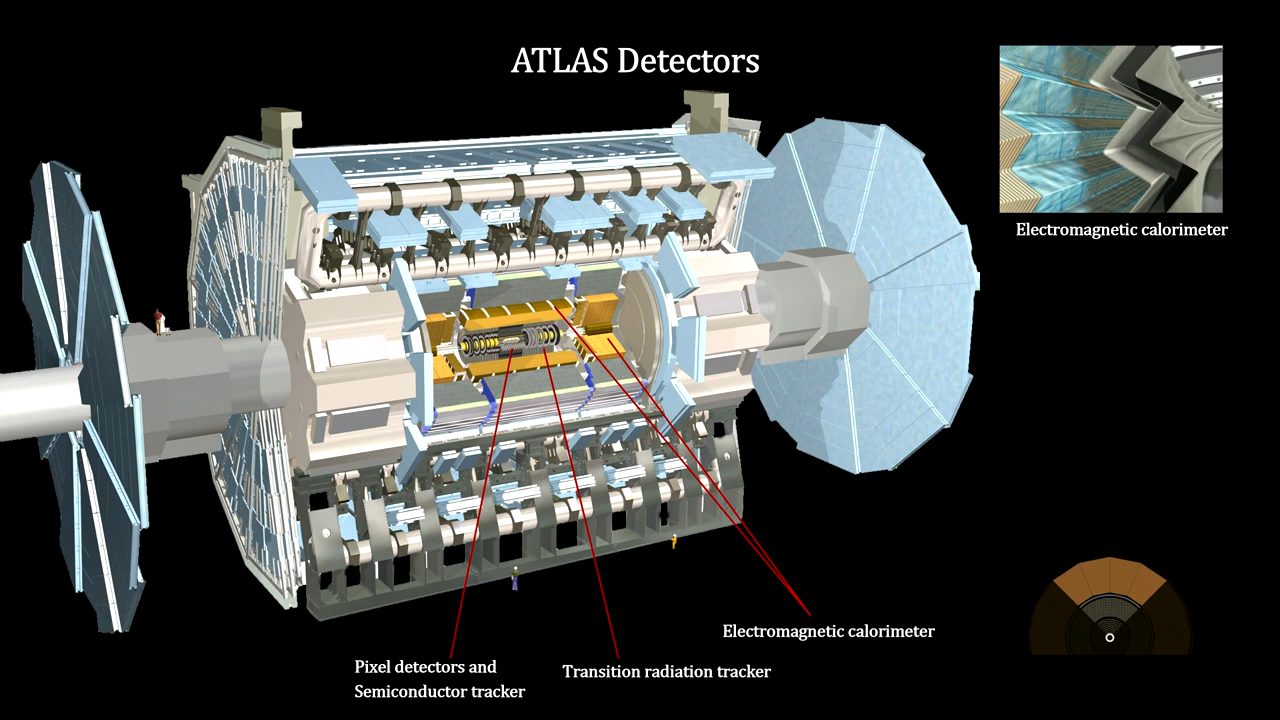 ATLAS Detectors
Electromagnetic calorimeter
Electromagnetic calorimeter
Pixel detectors and
Semiconductor tracker
Transition radiation tracker